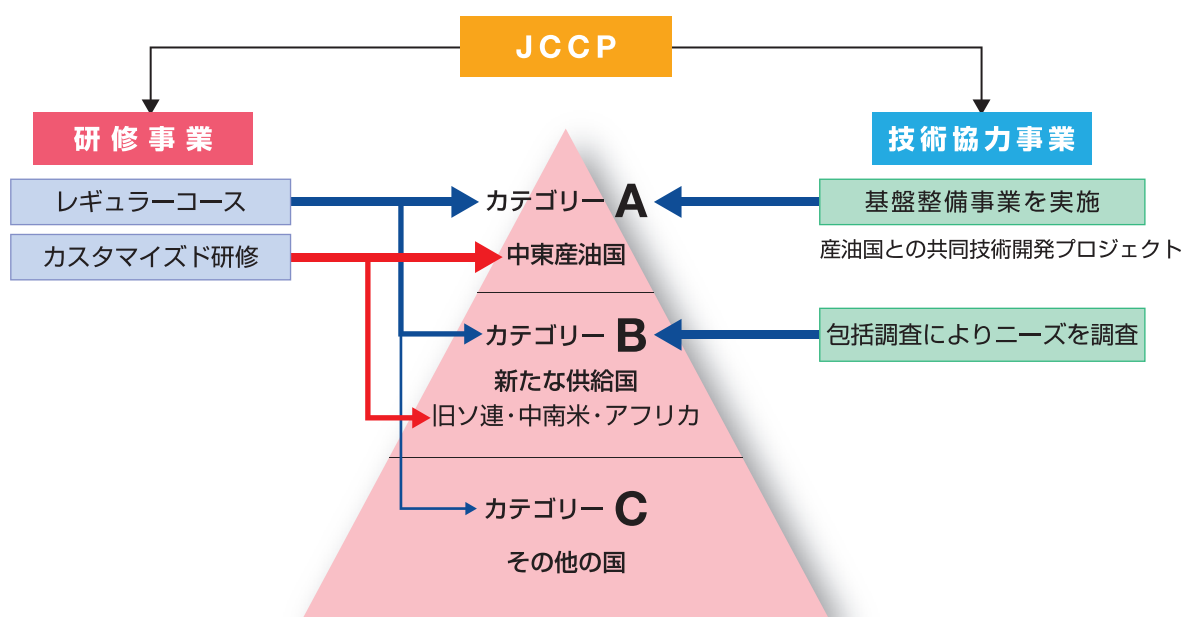 JCCP
研修事業
技術協力事業
レギュラーコース
カスタマイズド研修
カテゴリー A
中東産油国
カテゴリー B
新たな供給国
旧ソ連・中南米・アフリカ
カテゴリー C
その他の国
基盤整備事業を実施
産油国との共同技術開発プロジェクト
包括調査によりニーズを調査